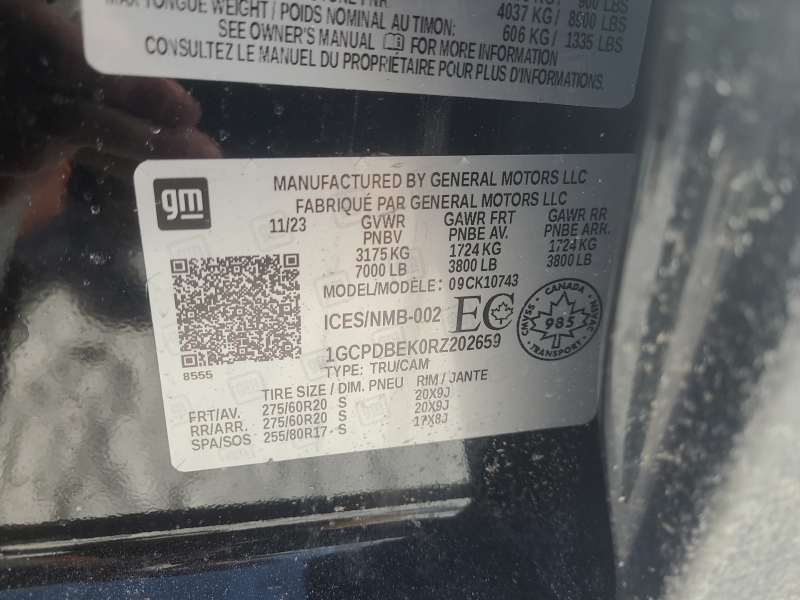 900 LBS
4037 KG / 8900 LBS
MAX TONGUE WEIGHT / POIDS NOMINAL AU TIMON: 606 KG / 1335 LBS
SEE OWNER'S MANUAL FOR MORE INFORMATION
CONSULTEZ LE MANUEL DU PROPRIÉTAIRE POUR PLUS D'INFORMATIONS.
gm
MANUFACTURED BY GENERAL MOTORS LLC
FABRIQUÉ PAR GENERAL MOTORS LLC
11/23 GVWR GAWR FRT GAWR RR
PNBV PNBE AV. PNBE ARR.
3175 KG 1724 KG 1724 KG
7000 LB 3800 LB 3800 LB
MODEL/MODÈLE: 09CK10743
ICES/NMB-002 EC
CANADA
CMVSS 985 NSVAC
TRANSPORT
1GCPDBEK0RZ202659
TYPE: TRU/CAM
8555
TIRE SIZE / DIM. PNEU RIM / JANTE
FRT/AV. 275/60R20 S 20X9J
RR/ARR. 275/60R20 S 20X9J
SPA/SOS 255/80R17 S 17X8J